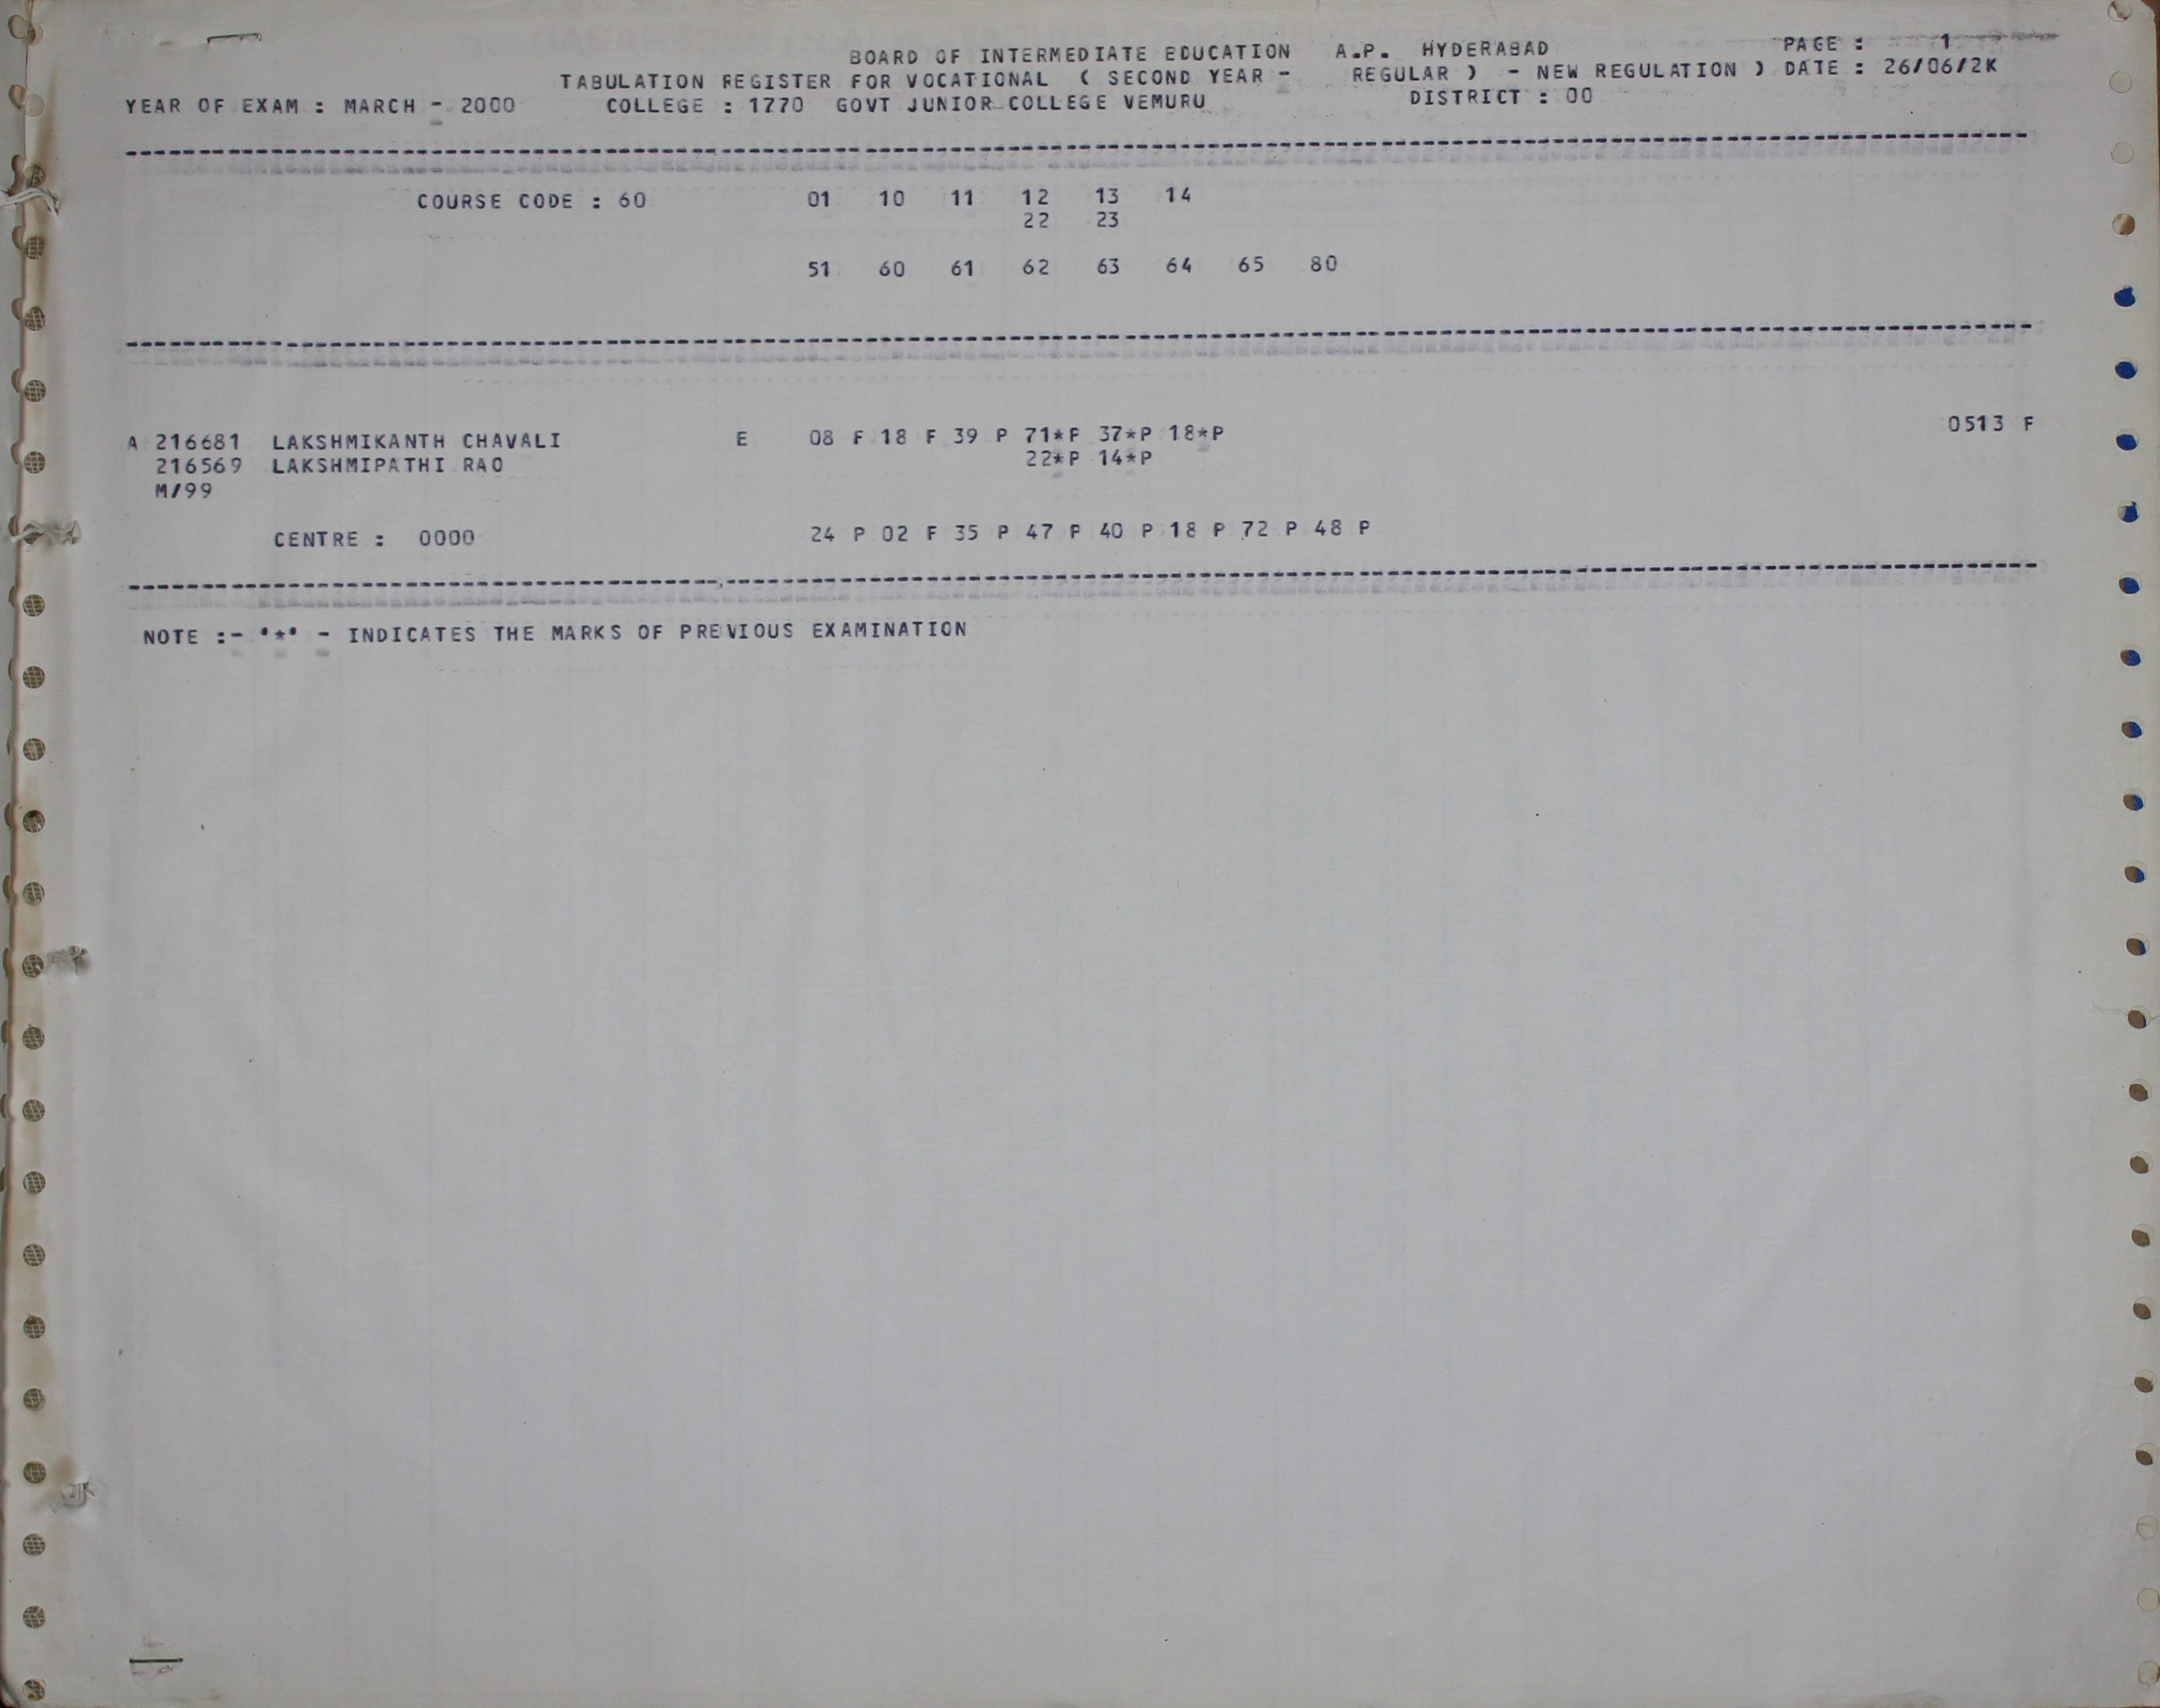 BOARD OF INTERMEDIATE EDUCATION A.P. HYDERABAD PAGE : 1
TABULATION REGISTER FOR VOCATIONAL ( SECOND YEAR - REGULAR ) - NEW REGULATION ) DATE : 26/06/2K
YEAR OF EXAM : MARCH - 2000 COLLEGE : 1770 GOVT JUNIOR COLLEGE VEMURU DISTRICT : 00
COURSE CODE : 60 01 10 11 12 13 14
22 23
51 60 61 62 63 64 65 80
A 216681 LAKSHMIKANTH CHAVALI E 08 F 18 F 39 P 71*P 37*P 18*P 0513 F
216569 LAKSHMIPATHI RAO 22*P 14*P
M/99
CENTRE : 0000 24 P 02 F 35 P 47 P 40 P 18 P 72 P 48 P
NOTE :- '*' - INDICATES THE MARKS OF PREVIOUS EXAMINATION